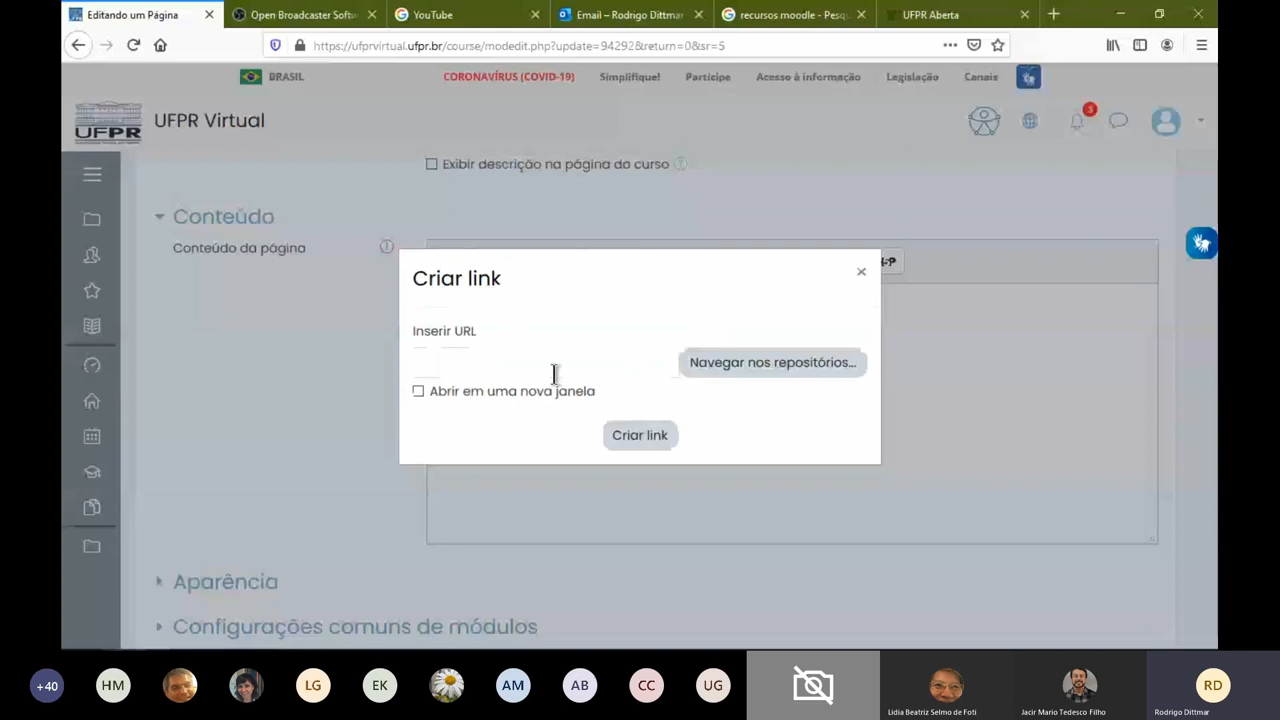 Editando um Página
Open Broadcaster Softw
YouTube
Email – Rodrigo Dittmar
recursos moodle - Pesqu
UFPR Aberta
https://ufprvirtual.ufpr.br/course/modedit.php?update=94292&return=0&sr=5
BRASIL
CORONAVÍRUS (COVID-19)
Simplifique!
Participe
Acesso à informação
Legislação
Canais
UFPR
UFPR Virtual
3
Exibir descrição na página do curso
Conteúdo
Conteúdo da página
H-P
Criar link
Inserir URL
Navegar nos repositórios...
Abrir em uma nova janela
Criar link
Aparência
Configurações comuns de módulos
+40
HM
LG
EK
AM
AB
CC
UG
RD
Lidia Beatriz Selmo de Foti
Jacir Mario Tedesco Filho
Rodrigo Dittmar